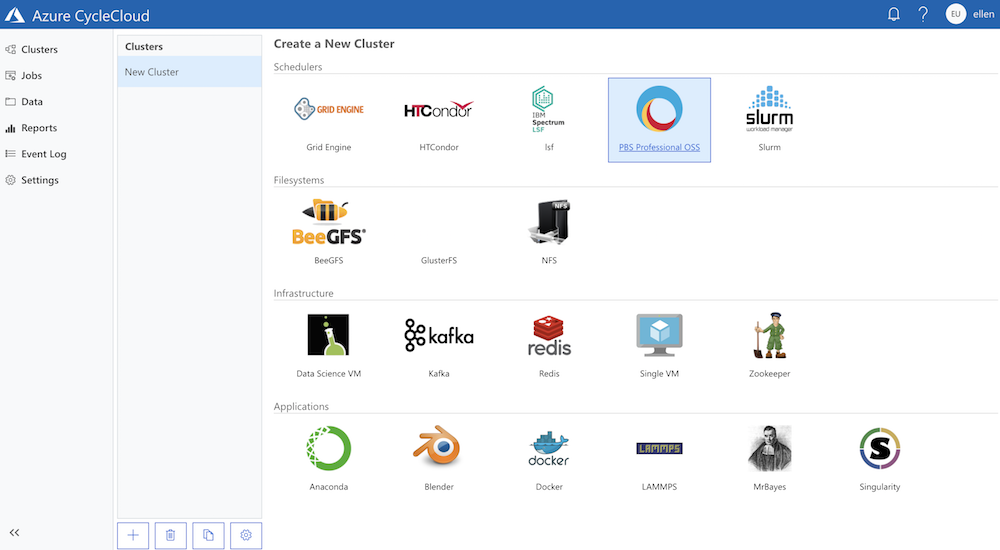 Azure CycleCloud
?
EU
ellen
Clusters
Jobs
Data
Reports
Event Log
Settings
Clusters
New Cluster
Create a New Cluster
Schedulers
GRID ENGINE
HTCondor
IBM
Spectrum
LSF
slurm
workload manager
Grid Engine
HTCondor
lsf
PBS Professional OSS
Slurm
Filesystems
BeeGFS®
NFS
BeeGFS
GlusterFS
NFS
Infrastructure
kafka
redis
Data Science VM
Kafka
Redis
Single VM
Zookeeper
Applications
docker
LAMMPS
S
Anaconda
Blender
Docker
LAMMPS
MrBayes
Singularity